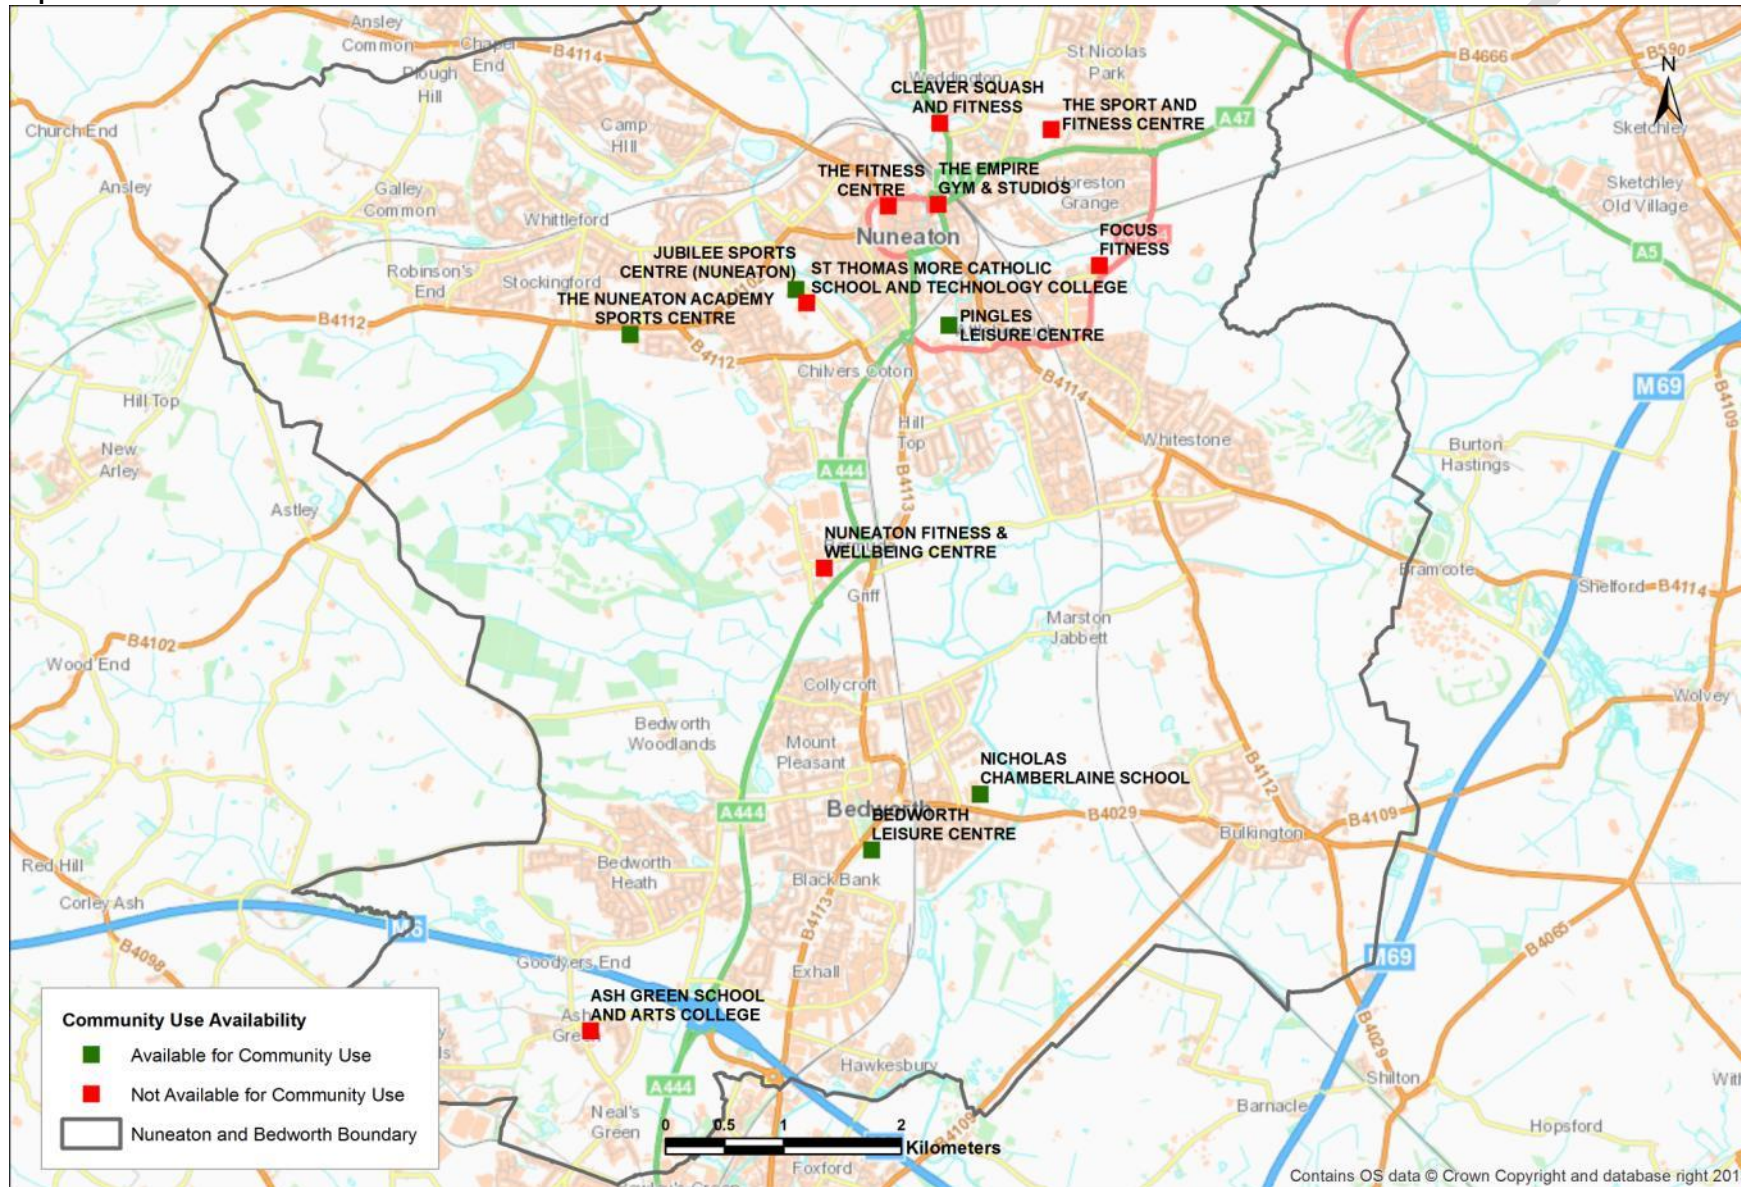 Ansley
Common
Chapel
End
B4114
Plough
Hill
St Nicolas
Park
B4666
B590
N
Weddington
CLEAVER SQUASH
AND FITNESS
THE SPORT AND
FITNESS CENTRE
A47
Church End
Camp
Hill
Sketchley
Ansley
Galley
Common
THE FITNESS
CENTRE
THE EMPIRE
GYM & STUDIOS
Horeston
Grange
Sketchley
Old Village
Whittleford
Nuneaton
FOCUS
FITNESS
A5
JUBILEE SPORTS
CENTRE (NUNEATON)
ST THOMAS MORE CATHOLIC
SCHOOL AND TECHNOLOGY COLLEGE
Robinson's
End
Stockingford
THE NUNEATON ACADEMY
SPORTS CENTRE
B4112
PINGLES
LEISURE CENTRE
B4112
Chilvers Coton
B4114
M69
B4109
Hill Top
Hill
Top
Whitestone
New
Arley
Burton
Hastings
A444
B4113
Astley
NUNEATON FITNESS &
WELLBEING CENTRE
Bramcote
Shelford
B4114
Griff
Marston
Jabbett
B4102
Wood End
Collycroft
Wolvey
Bedworth
Woodlands
Mount
Pleasant
NICHOLAS
CHAMBERLAINE SCHOOL
B4112
A444
Bedworth
BEDWORTH
LEISURE CENTRE
B4029
B4109
Bulkington
Red Hill
Bedworth
Heath
Black Bank
Corley Ash
M6
B4113
B4065
B4098
M69
Goodyers End
Exhall
ASH GREEN SCHOOL
AND ARTS COLLEGE
Ash
Green
B4029
Community Use Availability
Available for Community Use
Not Available for Community Use
Nuneaton and Bedworth Boundary
Hawkesbury
A444
Shilton
Neal's
Green
Barnacle
B4109
Hopsford
0 0.5 1 2
Kilometers
Foxford
Contains OS data © Crown Copyright and database right 201